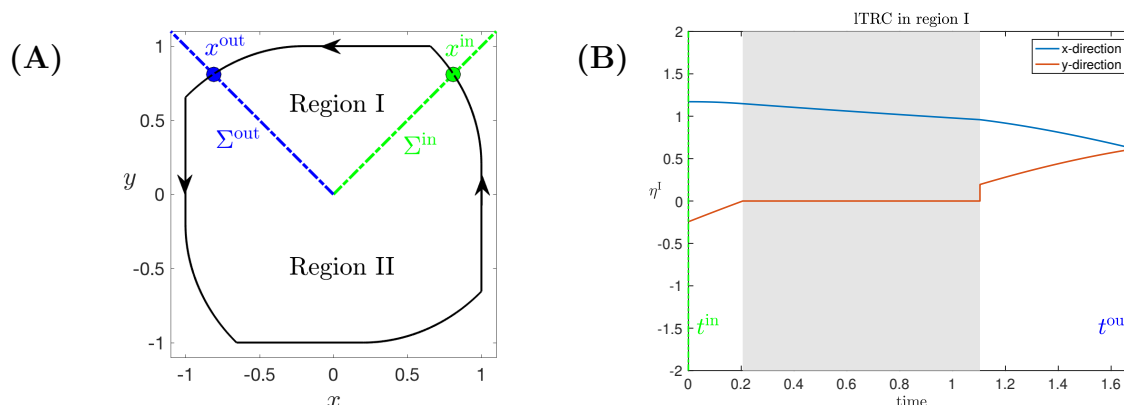 (A)
1
0.5
0
-0.5
-1
y
-1
-0.5
0
0.5
1
x
x^out
x^in
Region I
Σ^out
Σ^in
Region II
(B)
lTRC in region I
2
1.5
1
0.5
0
-0.5
-1
-1.5
-2
η^I
x-direction
y-direction
t^in
t^ou
0
0.2
0.4
0.6
0.8
1
1.2
1.4
1.6
time